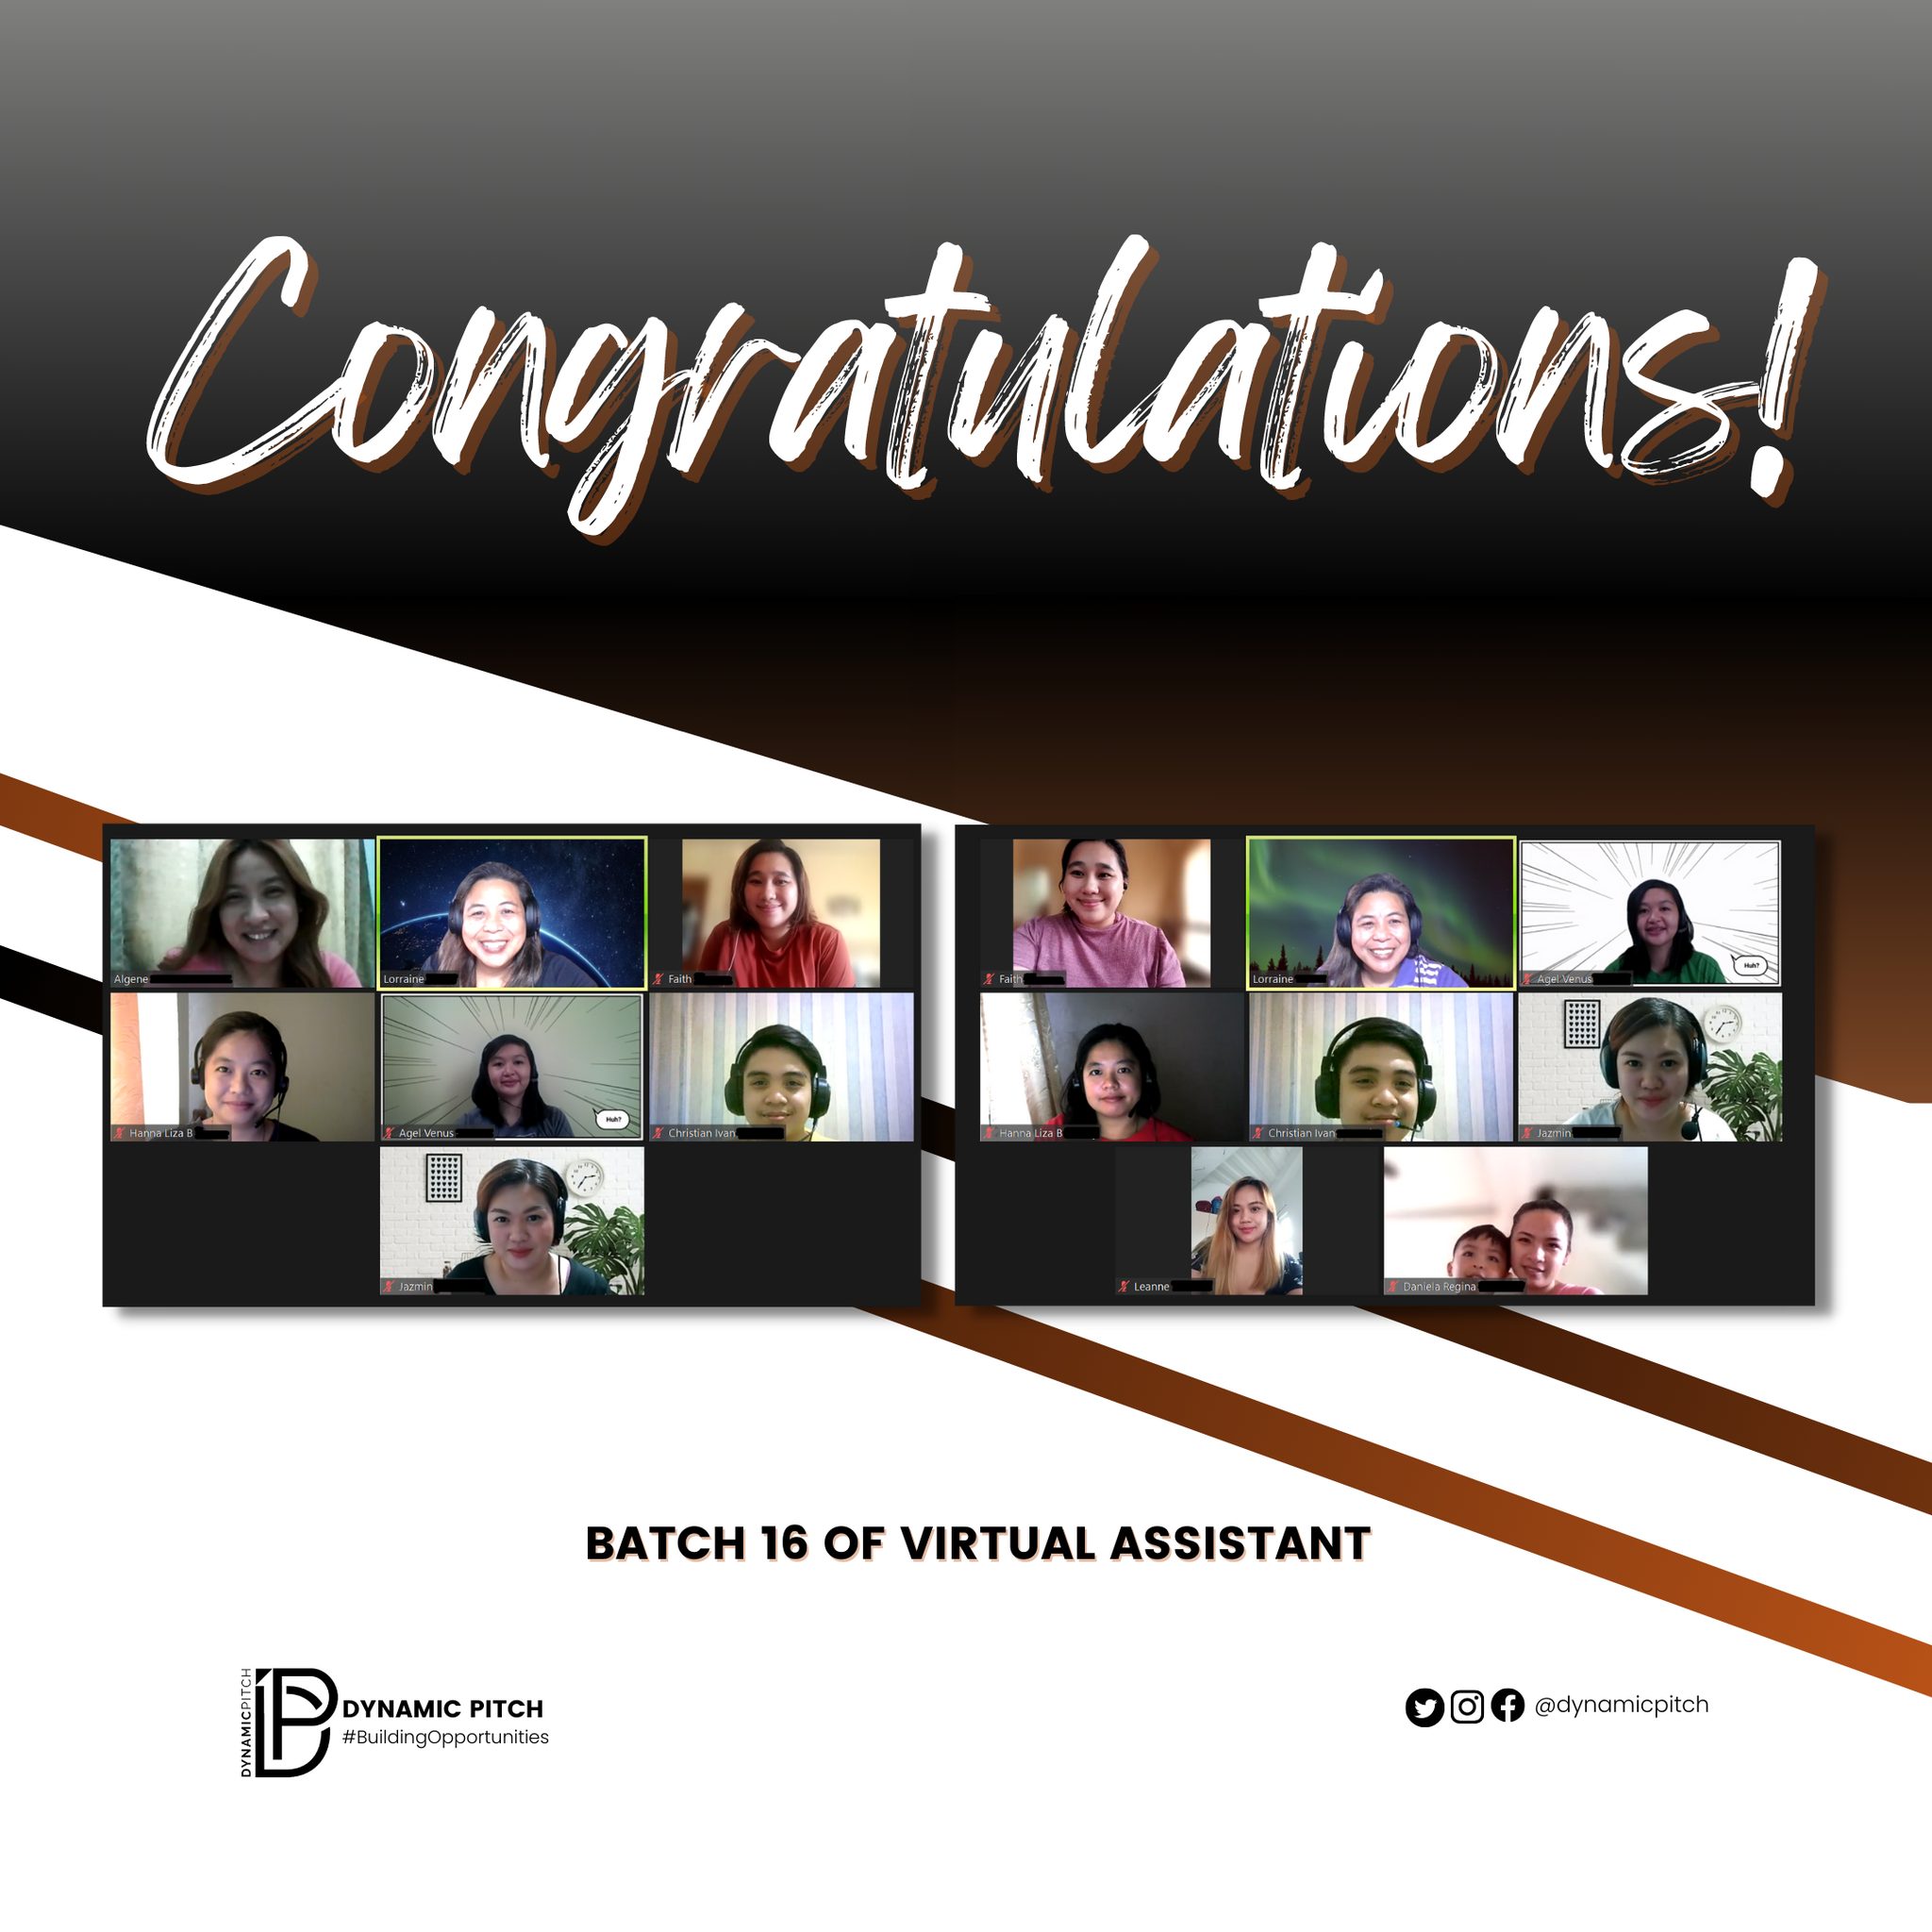 Congratulations!
Algene
Lorraine
Faith
Hanna Liza B
Huh?
Agel Venus
Christian Ivan
Jazmin
Faith
Lorraine
Huh?
Agel Venus
Hanna Liza B
Christian Ivan
Jazmin
Leanne
Daniela Regina
BATCH 16 OF VIRTUAL ASSISTANT
DYNAMICPITCH
DYNAMIC PITCH
#BuildingOpportunities
@dynamicpitch